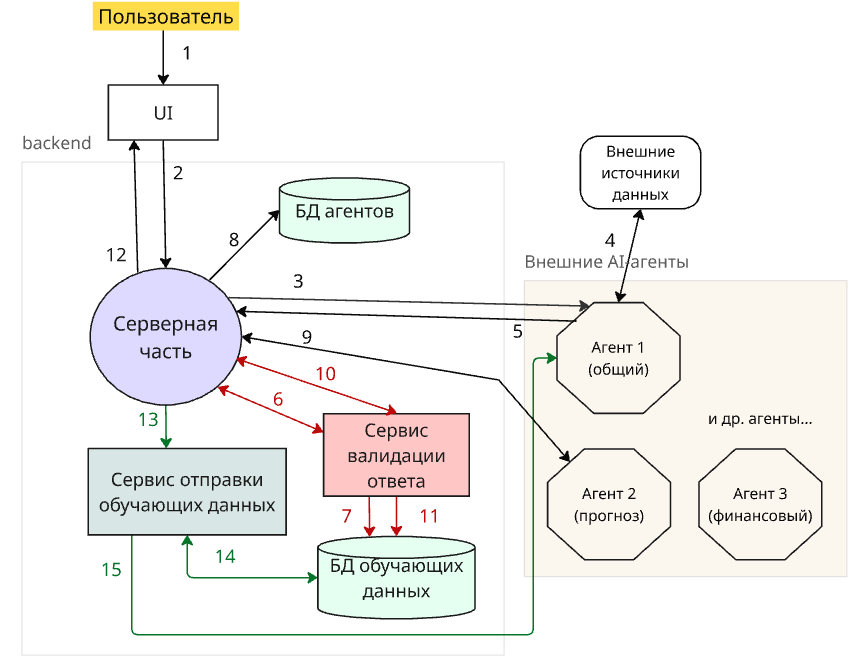 Пользователь
1
UI
backend
2
Внешние
источники
данных
БД агентов
8
4
12
Внешние AI-агенты
3
Серверная
часть
5
9
Агент 1
(общий)
10
6
13
и др. агенты...
Сервис
валидации
ответа
Сервис отправки
обучающих данных
Агент 2
(прогноз)
Агент 3
(финансовый)
7
11
14
15
БД обучающих
данных